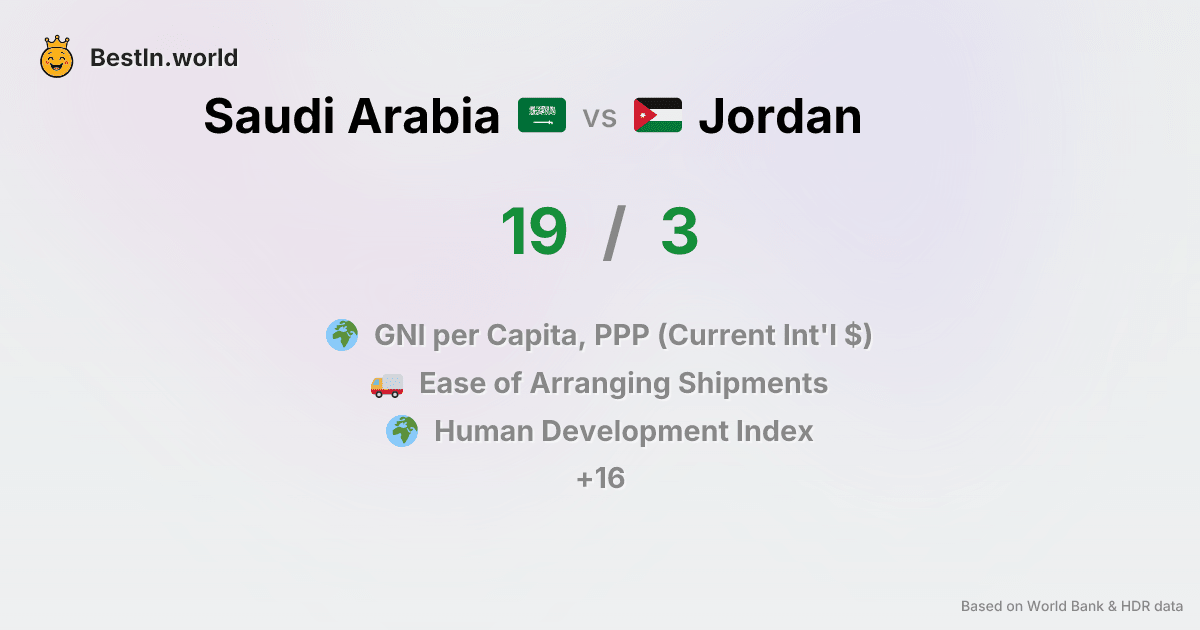 BestIn.world
Saudi Arabia vs Jordan
19 / 3
GNI per Capita, PPP (Current Int'l $)
Ease of Arranging Shipments
Human Development Index
+16
Based on World Bank & HDR data